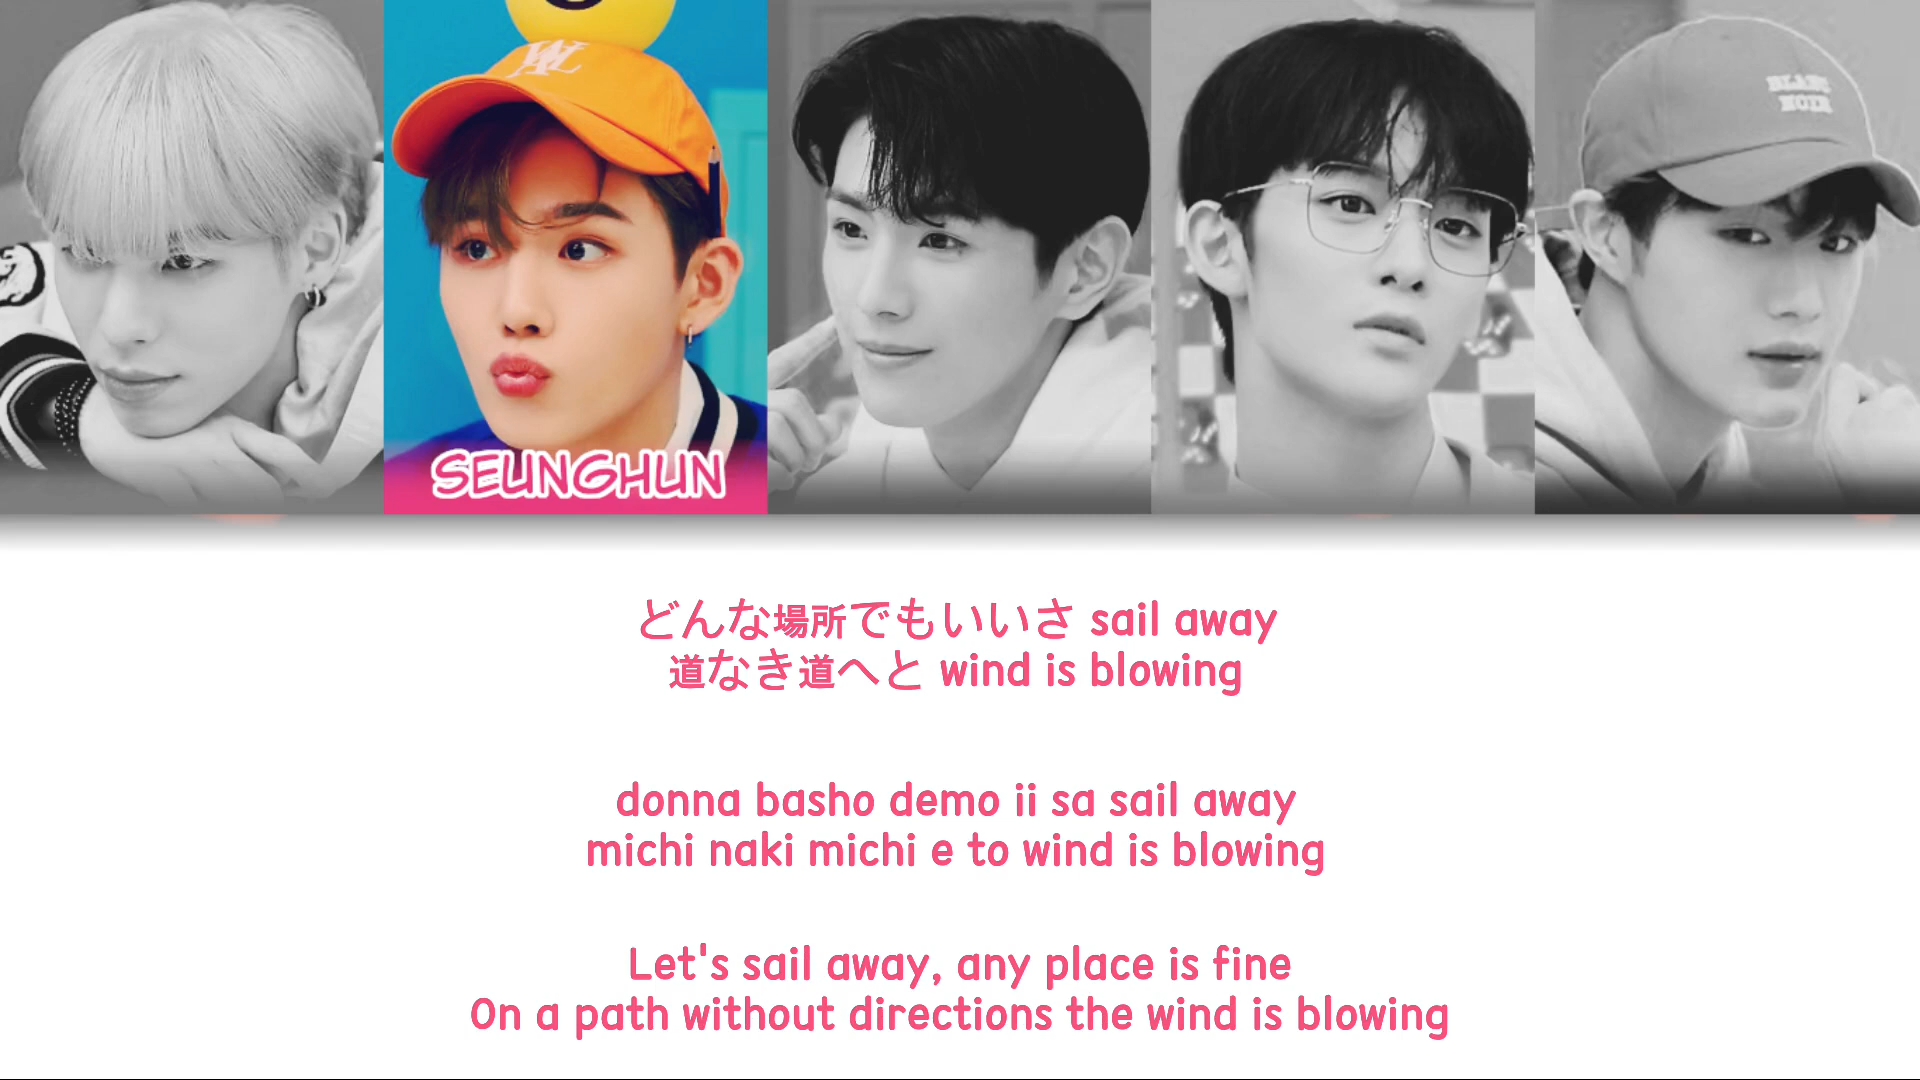 BLANC
NOIR
SEUNGHUN
どんな場所でもいいさ sail away
道なき道へと wind is blowing
donna basho demo ii sa sail away
michi naki michi e to wind is blowing
Let's sail away, any place is fine
On a path without directions the wind is blowing